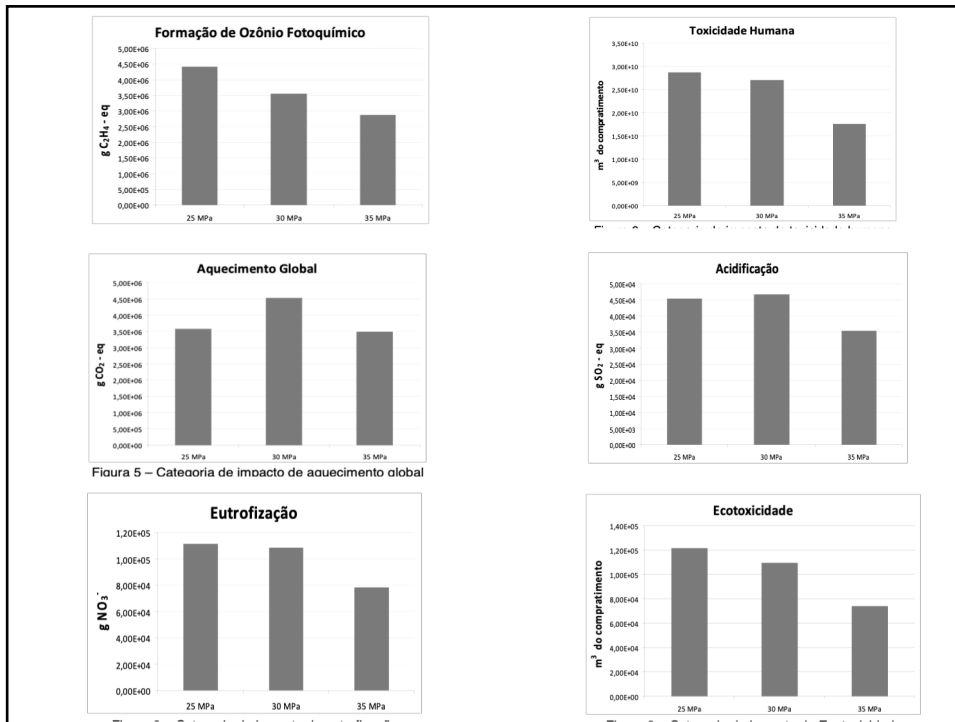 Formação de Ozônio Fotoquímico
g C₂H₄ - eq
5,00E+06
4,50E+06
4,00E+06
3,50E+06
3,00E+06
2,50E+06
2,00E+06
1,50E+06
1,00E+06
5,00E+05
0,00E+00
25 MPa 30 MPa 35 MPa
Toxicidade Humana
m³ do compratimento
3,50E+10
3,00E+10
2,50E+10
2,00E+10
1,50E+10
1,00E+10
5,00E+09
0,00E+00
25 MPa 30 MPa 35 MPa
Aquecimento Global
g CO₂ - eq
5,00E+06
4,50E+06
4,00E+06
3,50E+06
3,00E+06
2,50E+06
2,00E+06
1,50E+06
1,00E+06
5,00E+05
0,00E+00
25 MPa 30 MPa 35 MPa
Figura 5 – Categoria de impacto de aquecimento global
Acidificação
g SO₂ - eq
5,00E+04
4,50E+04
4,00E+04
3,50E+04
3,00E+04
2,50E+04
2,00E+04
1,50E+04
1,00E+04
5,00E+03
0,00E+00
25 MPa 30 MPa 35 MPa
Eutrofização
g NO₃⁻
1,20E+05
1,00E+05
8,00E+04
6,00E+04
4,00E+04
2,00E+04
0,00E+00
25 MPa 30 MPa 35 MPa
Ecotoxicidade
m³ do compratimento
1,40E+05
1,20E+05
1,00E+05
8,00E+04
6,00E+04
4,00E+04
2,00E+04
0,00E+00
25 MPa 30 MPa 35 MPa